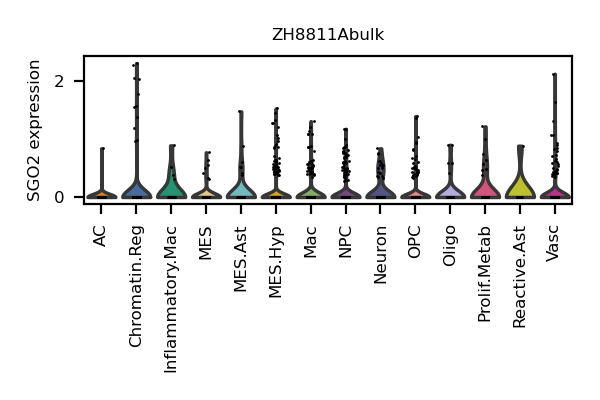 ZH8811Abulk
SGO2 expression
2
0
AC
Chromatin.Reg
Inflammatory.Mac
MES
MES.Ast
MES.Hyp
Mac
NPC
Neuron
OPC
Oligo
Prolif.Metab
Reactive.Ast
Vasc